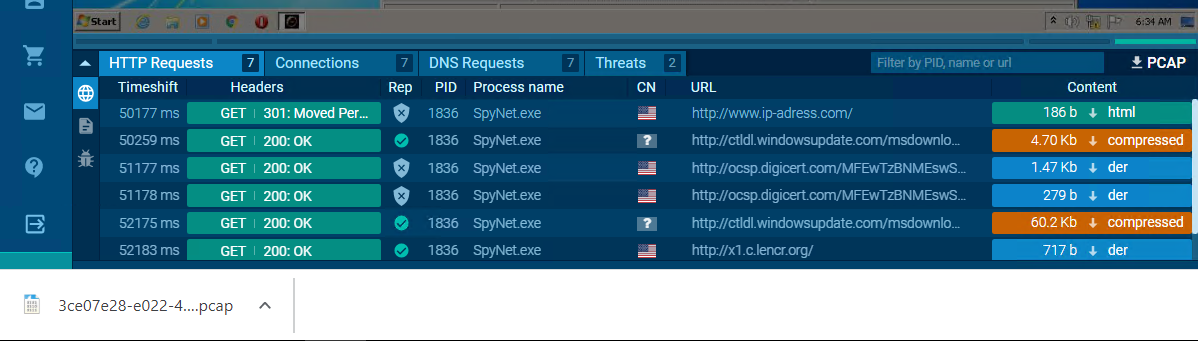 Start 6:34 AM
HTTP Requests 7 Connections 7 DNS Requests 7 Threats 2 Filter by PID, name or url PCAP
Timeshift Headers Rep PID Process name CN URL Content
50177 ms GET 301: Moved Per... 1836 SpyNet.exe http://www.ip-adress.com/ 186 b html
50259 ms GET 200: OK 1836 SpyNet.exe ? http://ctldl.windowsupdate.com/msdownlo... 4.70 Kb compressed
51177 ms GET 200: OK 1836 SpyNet.exe http://ocsp.digicert.com/MFEwTzBNMEswS... 1.47 Kb der
51178 ms GET 200: OK 1836 SpyNet.exe http://ocsp.digicert.com/MFEwTzBNMEswS... 279 b der
52175 ms GET 200: OK 1836 SpyNet.exe ? http://ctldl.windowsupdate.com/msdownlo... 60.2 Kb compressed
52183 ms GET 200: OK 1836 SpyNet.exe http://x1.c.lencr.org/ 717 b der
3ce07e28-e022-4....pcap